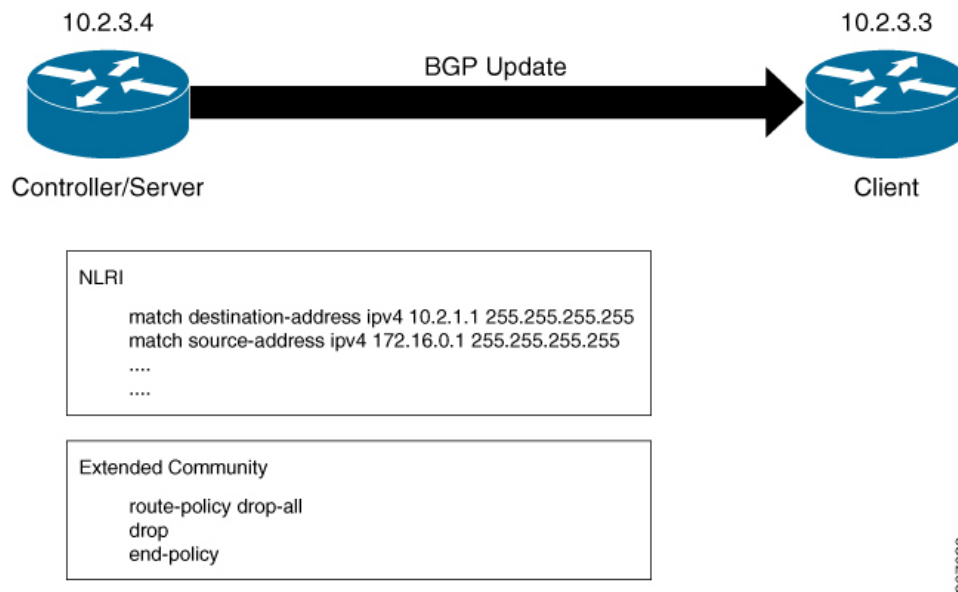 10.2.3.4
10.2.3.3
BGP Update
Controller/Server
Client
NLRI
match destination-address ipv4 10.2.1.1 255.255.255.255
match source-address ipv4 172.16.0.1 255.255.255.255
....
....
Extended Community
route-policy drop-all
drop
end-policy